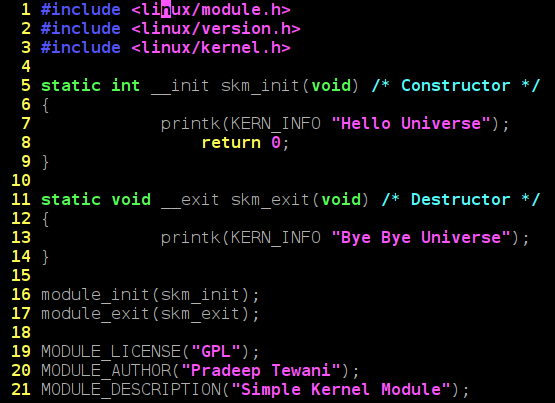 1 #include <linux/module.h>
2 #include <linux/version.h>
3 #include <linux/kernel.h>
4
5 static int __init skm_init(void) /* Constructor */
6 {
7             printk(KERN_INFO "Hello Universe");
8                 return 0;
9 }
10
11 static void __exit skm_exit(void) /* Destructor */
12 {
13             printk(KERN_INFO "Bye Bye Universe");
14 }
15
16 module_init(skm_init);
17 module_exit(skm_exit);
18
19 MODULE_LICENSE("GPL");
20 MODULE_AUTHOR("Pradeep Tewani");
21 MODULE_DESCRIPTION("Simple Kernel Module");